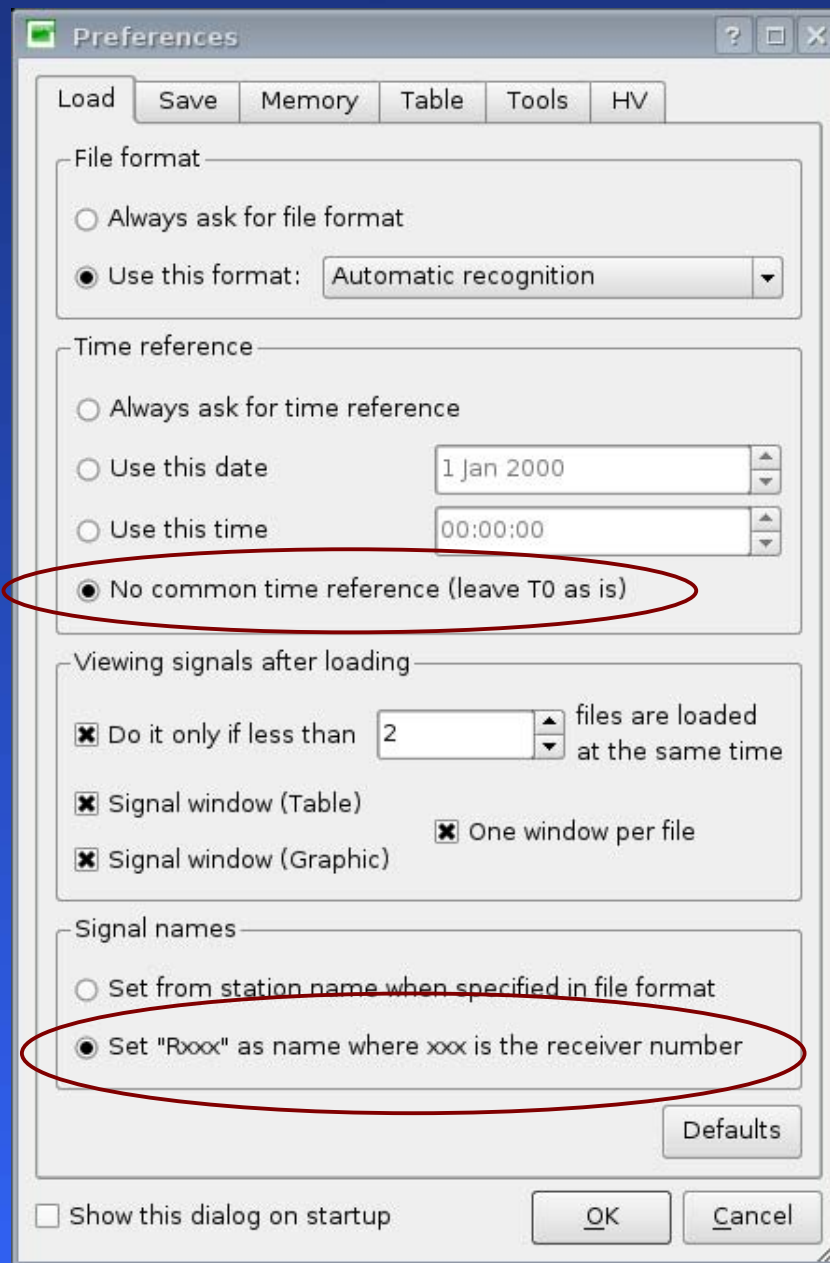 Preferences
Load Save Memory Table Tools HV
File format
Always ask for file format
Use this format: Automatic recognition
Time reference
Always ask for time reference
Use this date 1 Jan 2000
Use this time 00:00:00
No common time reference (leave T0 as is)
Viewing signals after loading
Do it only if less than 2 files are loaded
at the same time
Signal window (Table)
One window per file
Signal window (Graphic)
Signal names
Set from station name when specified in file format
Set "Rxxx" as name where xxx is the receiver number
Defaults
Show this dialog on startup OK Cancel